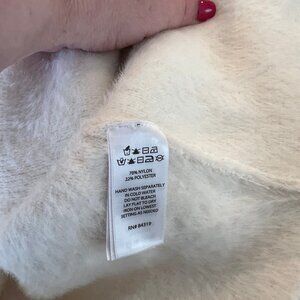 78% NYLON
22% POLYESTER
HAND WASH SEPARATELY
IN COLD WATER
DO NOT BLEACH
LAY FLAT TO DRY
IRON ON LOWEST
SETTING AS NEEDED
RN# 84319